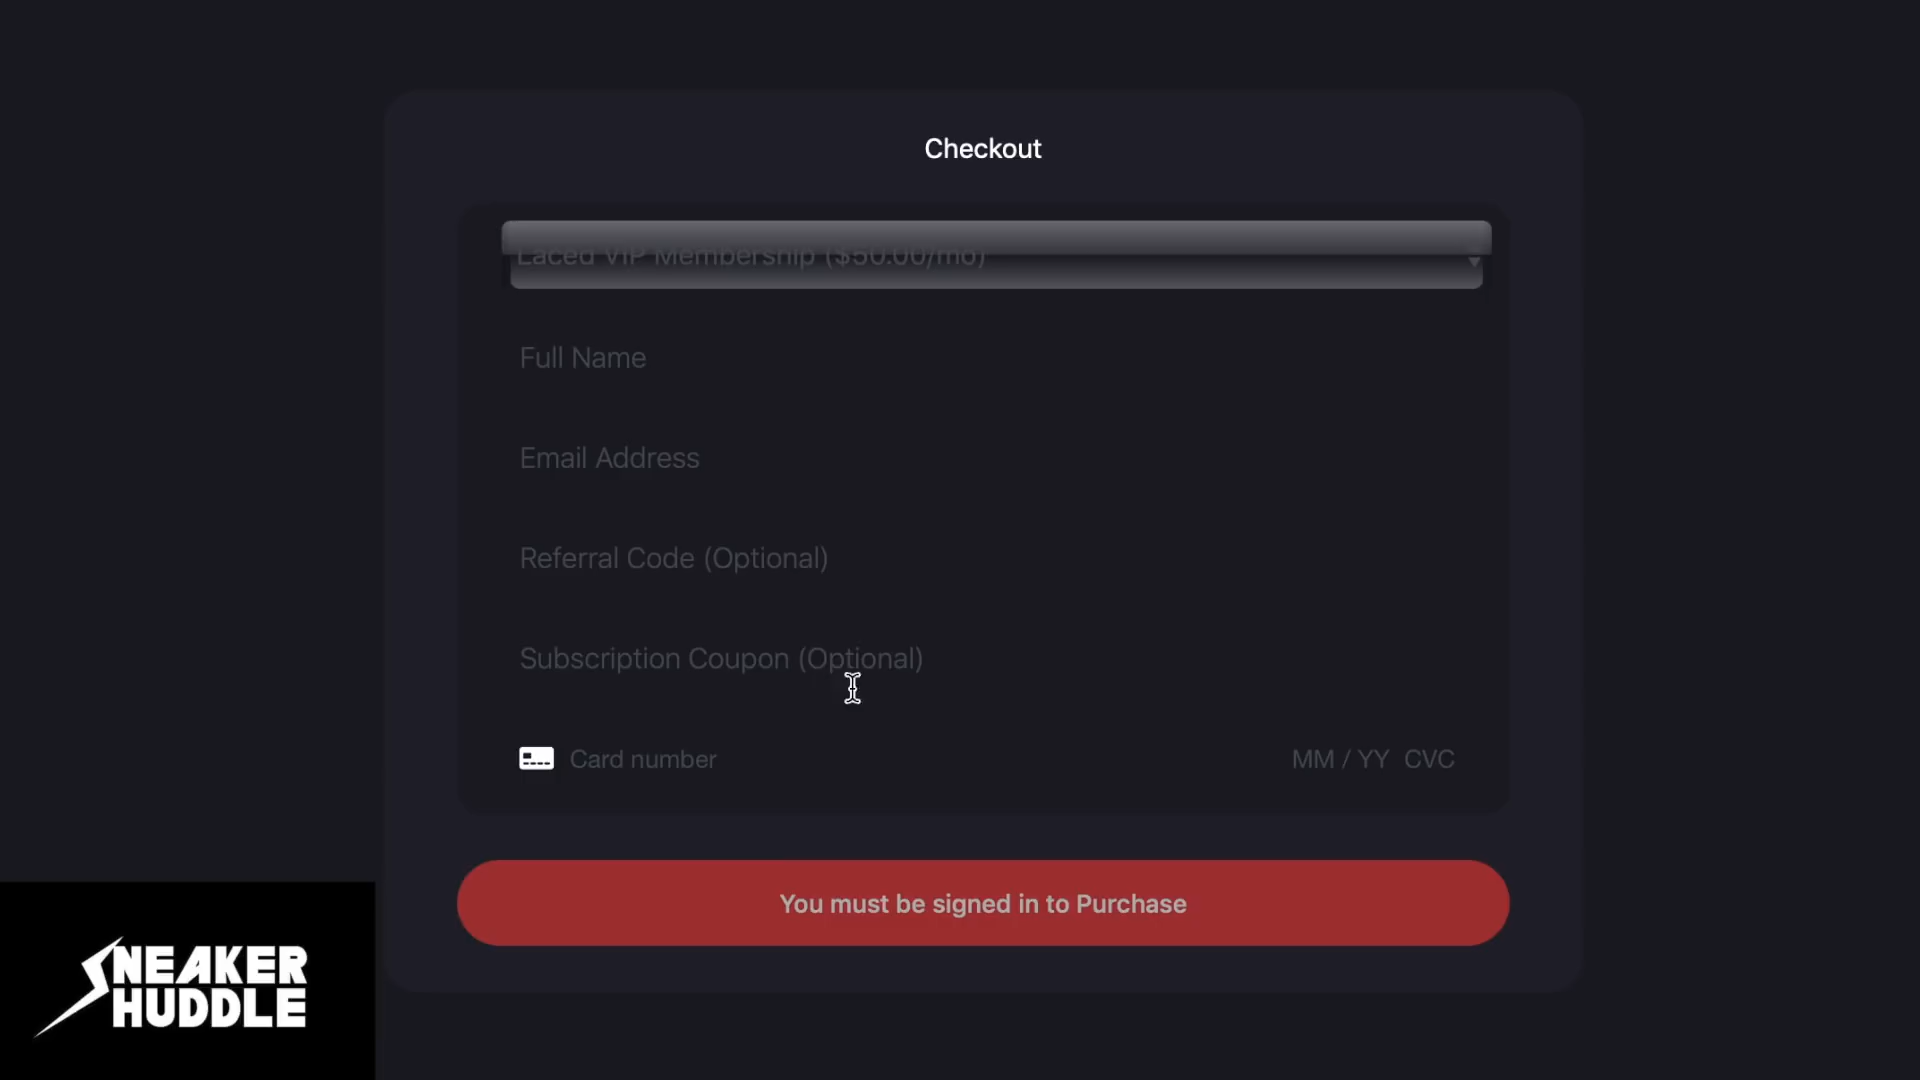 Checkout
Laced VIP Membership ($50.00/mo)
Full Name
Email Address
Referral Code (Optional)
Subscription Coupon (Optional)
Card number MM / YY CVC
You must be signed in to Purchase
SNEAKER
HUDDLE